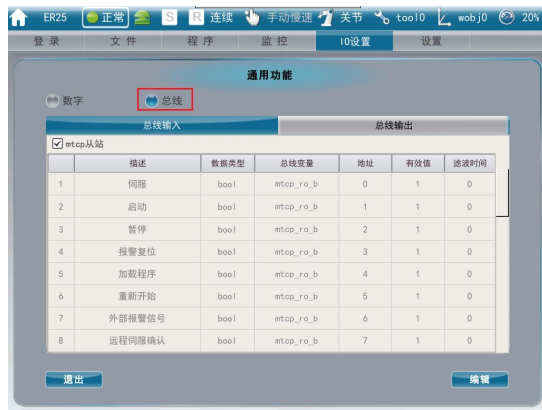 ER25 正常 S R 连续 手动慢速 关节 tool0 wobj0 20%
登录 文件 程序 监控 IO设置 设置
通用功能
数字 总线
总线输入 总线输出
mtcp从站
描述 数据类型 总线变量 地址 有效值 滤波时间
1 伺服 bool mtcp_ro_b 0 1 0
2 启动 bool mtcp_ro_b 1 1 0
3 暂停 bool mtcp_ro_b 2 1 0
4 报警复位 bool mtcp_ro_b 3 1 0
5 加载程序 bool mtcp_ro_b 4 1 0
6 重新开始 bool mtcp_ro_b 5 1 0
7 外部报警信号 bool mtcp_ro_b 6 1 0
8 远程伺服确认 bool mtcp_ro_b 7 1 0
退出 编辑